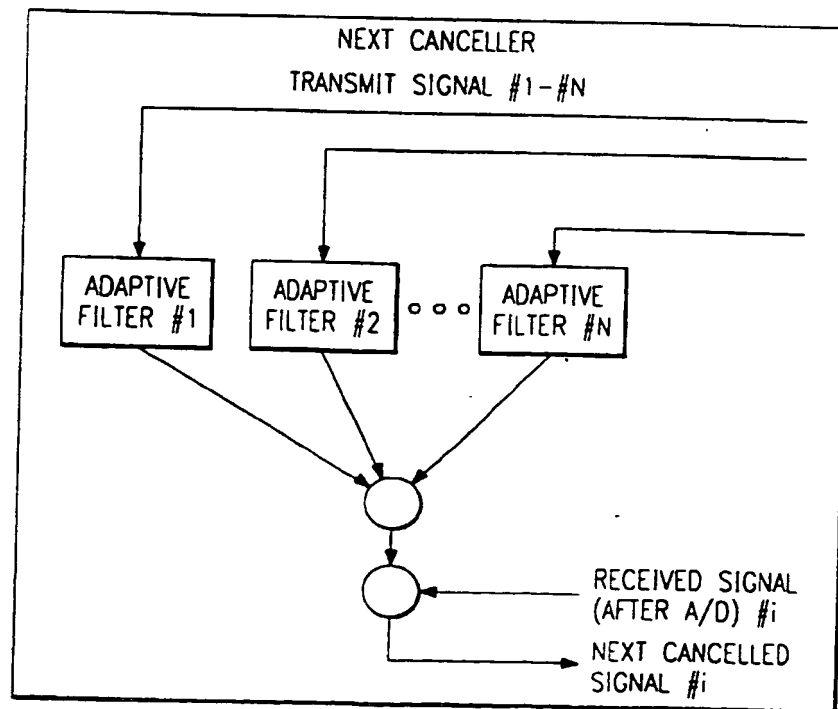 NEXT CANCELLER
TRANSMIT SIGNAL #1-#N
ADAPTIVE
FILTER #1
ADAPTIVE
FILTER #2
ADAPTIVE
FILTER #N
RECEIVED SIGNAL
(AFTER A/D) #i
NEXT CANCELLED
SIGNAL #i